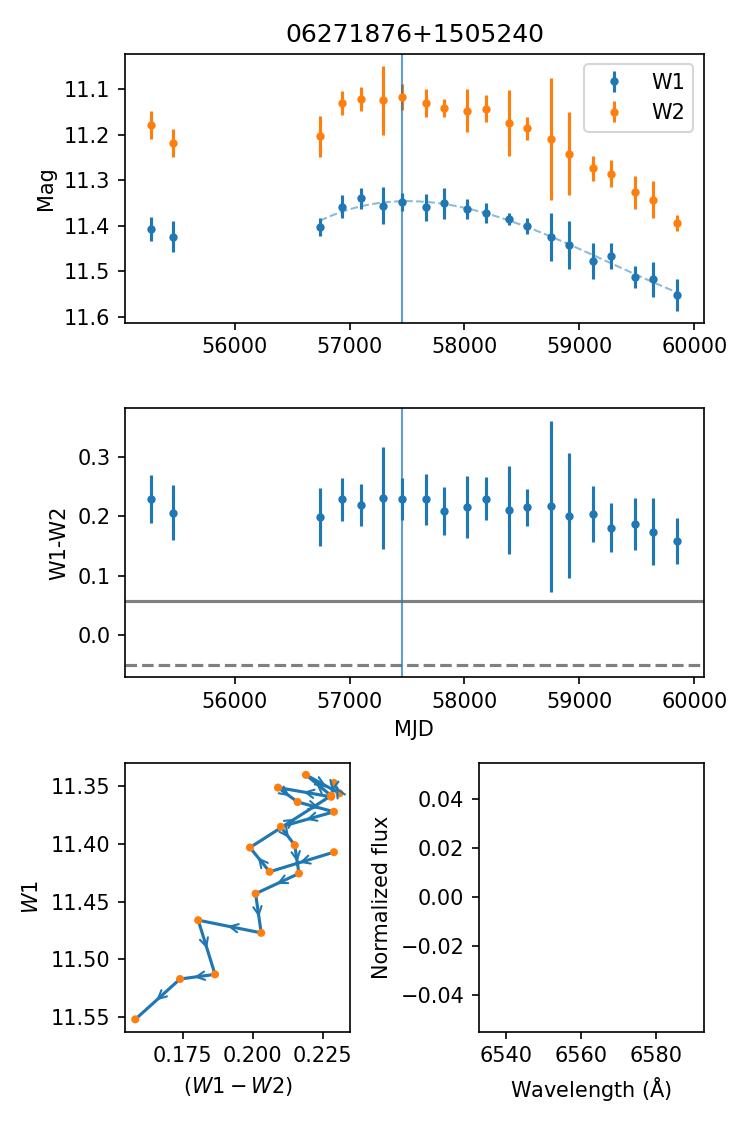 06271876+1505240
Mag
11.1
11.2
11.3
11.4
11.5
11.6
W1
W2
56000 57000 58000 59000 60000
W1-W2
0.3
0.2
0.1
0.0
56000 57000 58000 59000 60000
MJD
W1
11.35
11.40
11.45
11.50
11.55
0.175 0.200 0.225
(W1 − W2)
Normalized flux
0.04
0.02
0.00
−0.02
−0.04
6540 6560 6580
Wavelength (Å)